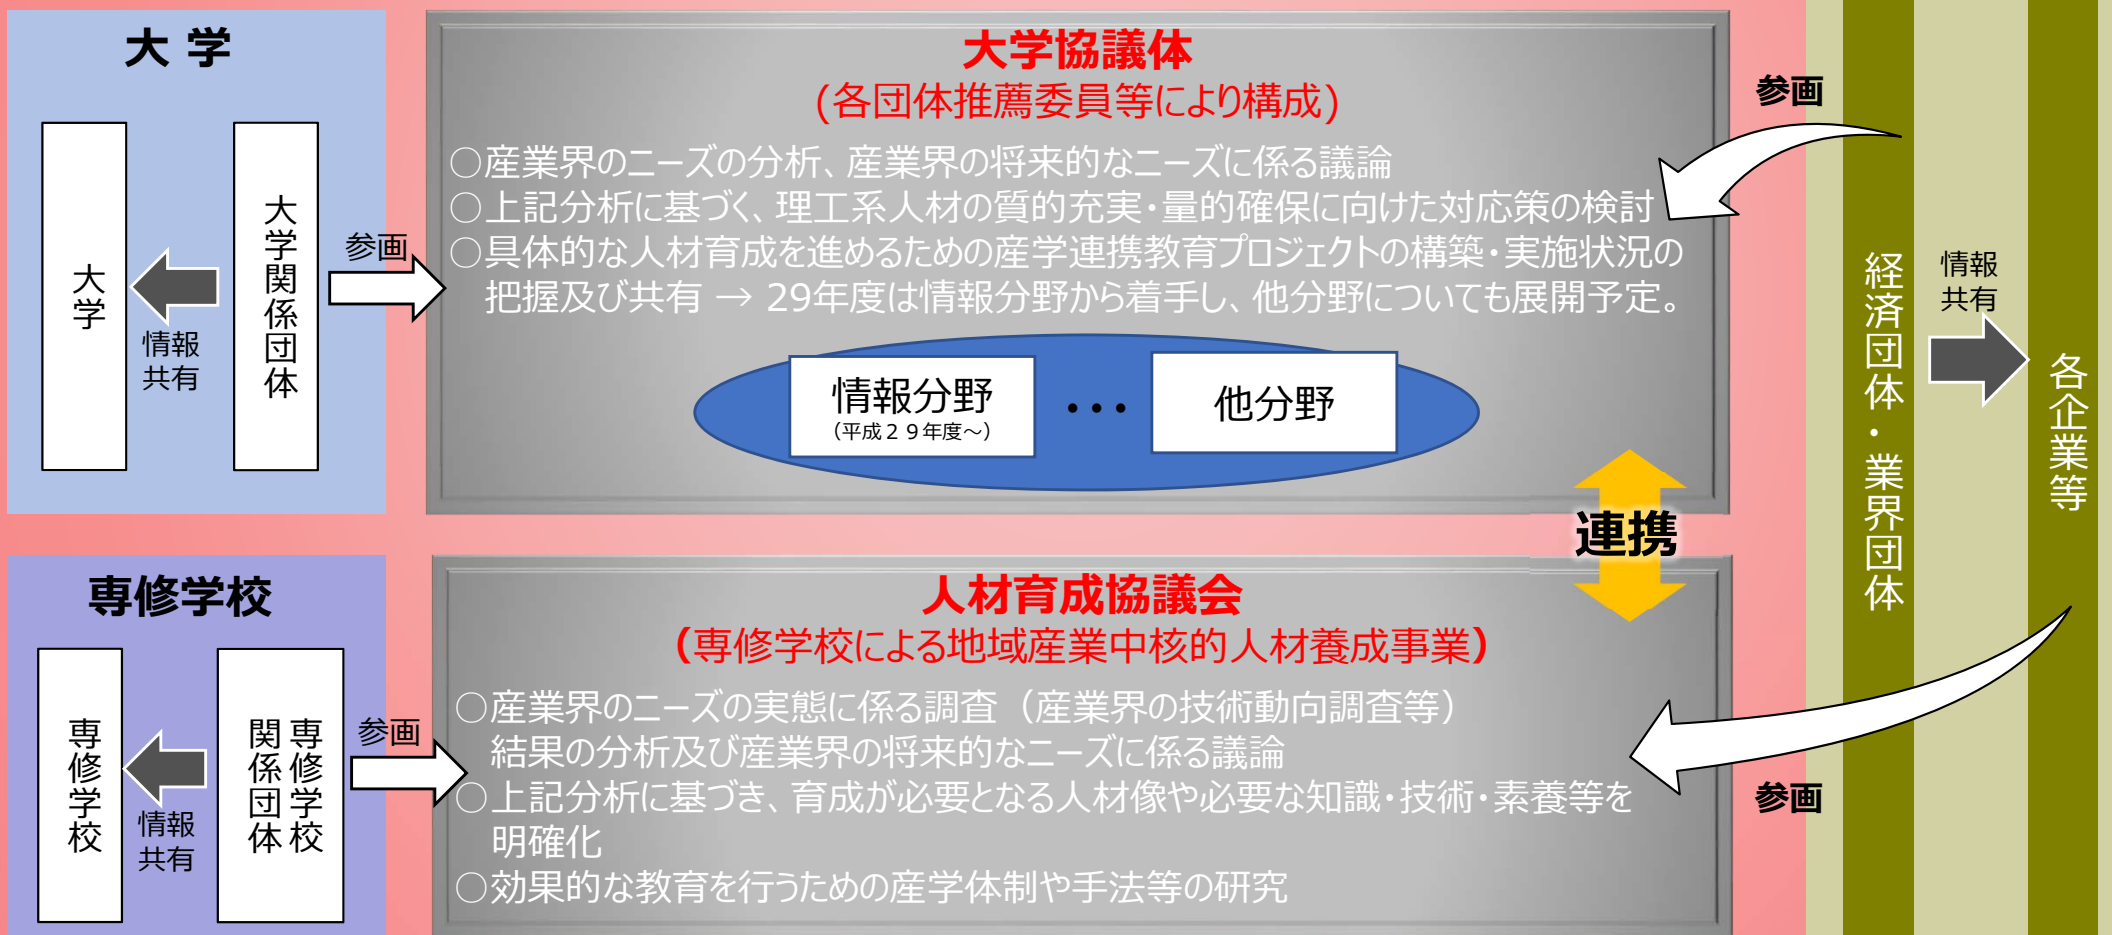 大 学
大学
情報
共有
大学関係団体
参画
大学協議体
(各団体推薦委員等により構成)
○産業界のニーズの分析、産業界の将来的なニーズに係る議論
○上記分析に基づく、理工系人材の質的充実・量的確保に向けた対応策の検討
○具体的な人材育成を進めるための産学連携教育プロジェクトの構築・実施状況の
把握及び共有 → 29年度は情報分野から着手し、他分野についても展開予定。
情報分野
(平成２９年度～)
・・・
他分野
参画
連携
専修学校
専修学校
情報
共有
専修学校
関係団体
参画
人材育成協議会
(専修学校による地域産業中核的人材養成事業)
○産業界のニーズの実態に係る調査（産業界の技術動向調査等）
結果の分析及び産業界の将来的なニーズに係る議論
○上記分析に基づき、育成が必要となる人材像や必要な知識・技術・素養等を
明確化
○効果的な教育を行うための産学体制や手法等の研究
参画
経済団体・業界団体
情報
共有
各企業等